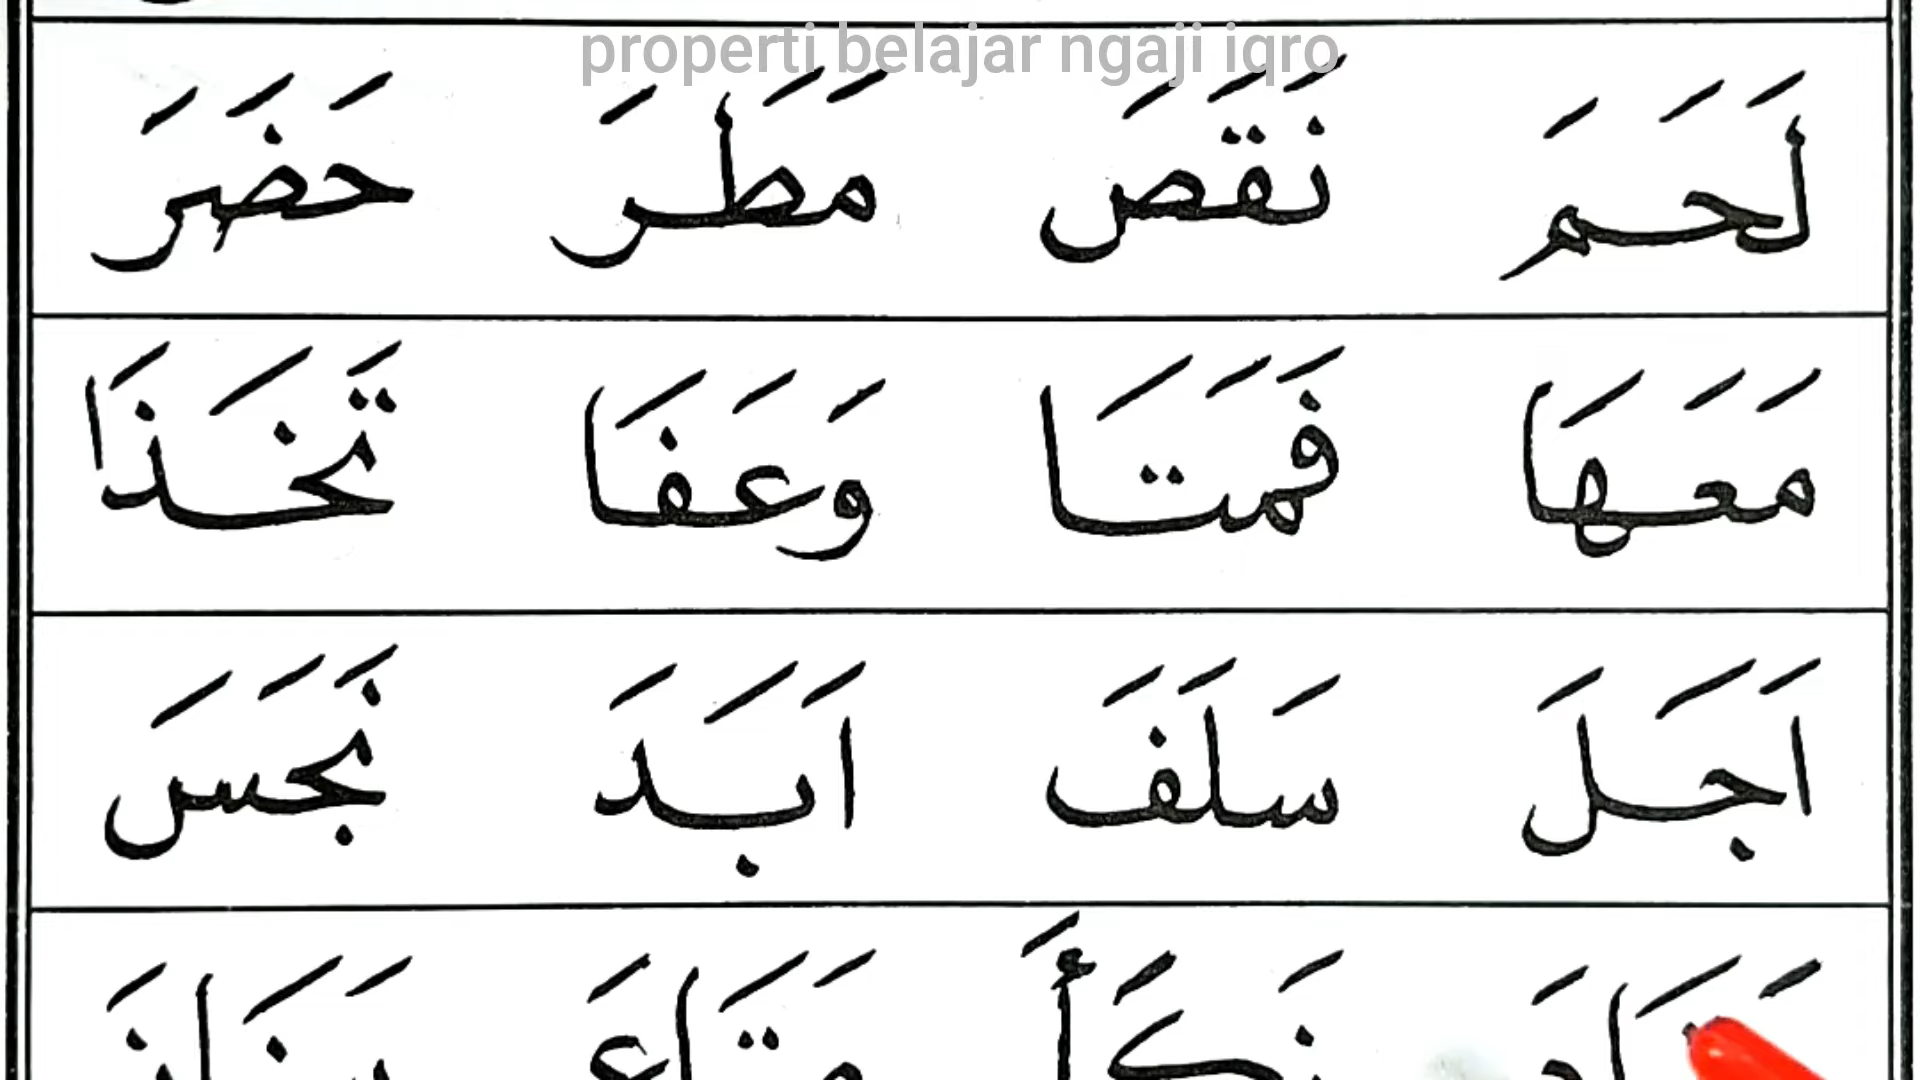 properti belajar ngaji iqro
لَحَمَ نَقَصَ مَطَرَ حَضَرَ
مَعَهَا فَمَتَا وَعَفَا تَخَذَا
اَجَلَ سَلَفَ اَبَدَ نَجَسَ